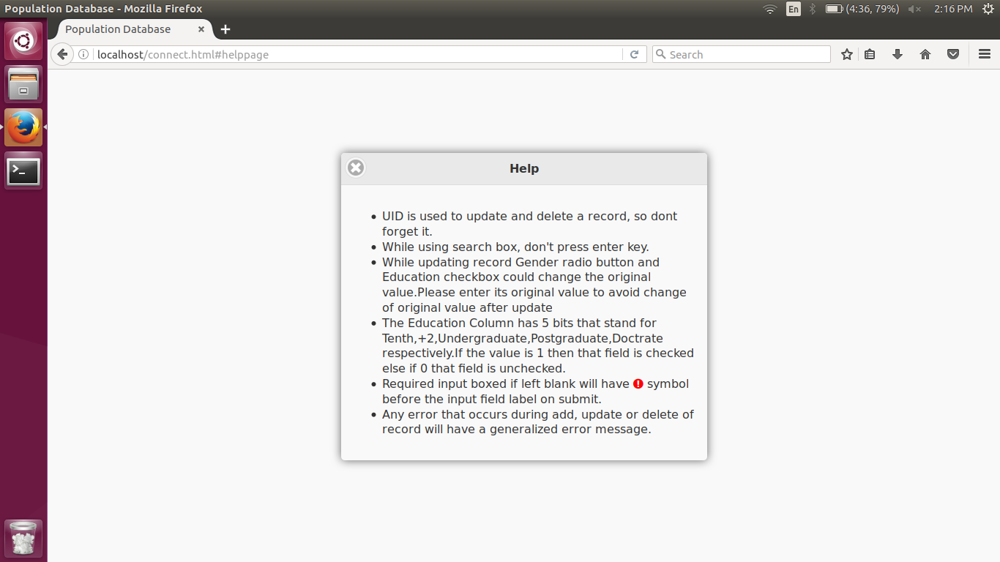 Population Database - Mozilla Firefox
En
(4:36, 79%)
2:16 PM
Population Database
localhost/connect.html#helppage
Search
Help
• UID is used to update and delete a record, so dont
forget it.
• While using search box, don't press enter key.
• While updating record Gender radio button and
Education checkbox could change the original
value.Please enter its original value to avoid change
of original value after update
• The Education Column has 5 bits that stand for
Tenth,+2,Undergraduate,Postgraduate,Doctrate
respectively.If the value is 1 then that field is checked
else if 0 that field is unchecked.
• Required input boxed if left blank will have ! symbol
before the input field label on submit.
• Any error that occurs during add, update or delete of
record will have a generalized error message.